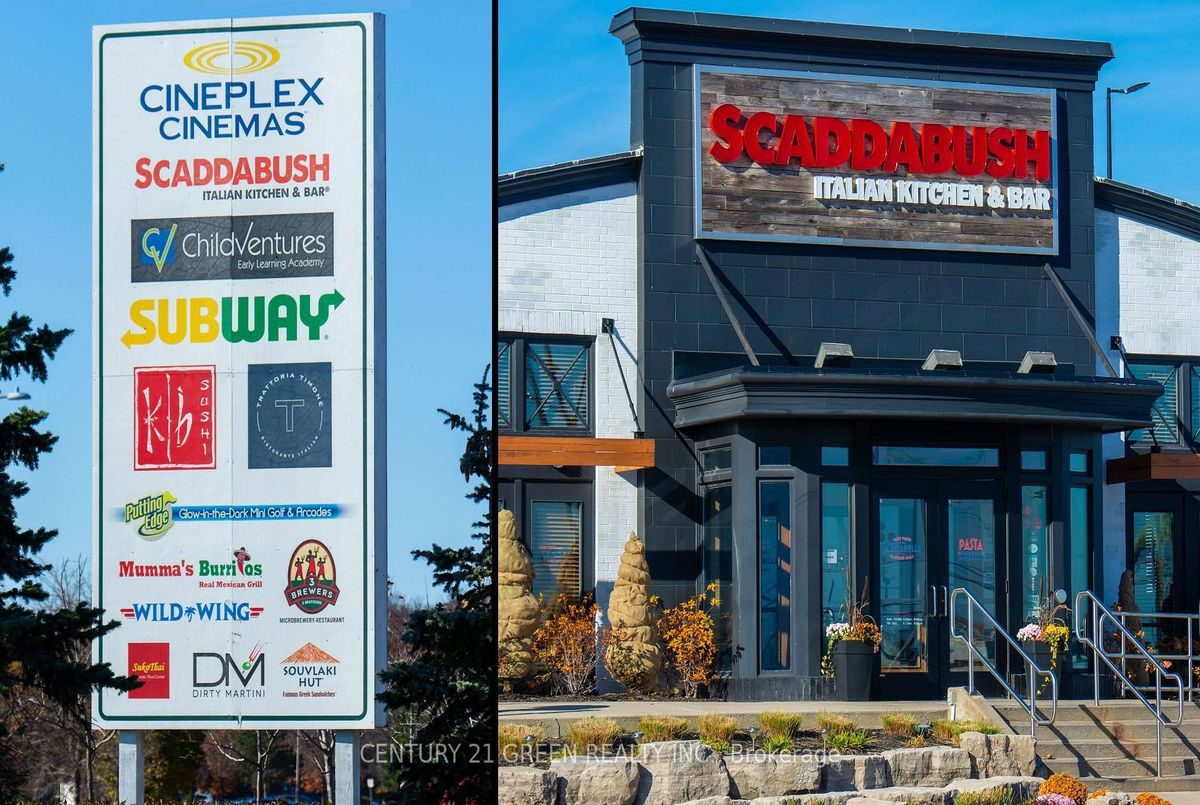 CINEPLEX
CINEMAS
SCADDABUSH
ITALIAN KITCHEN & BAR®
CV
ChildVentures
Early Learning Academy
SUBWAY
kb
SUSHI
TRATTORIA TIMONE
T
RISTORANTE ITALIANO
Putting
Edge
Glow-in-the-Dark Mini Golf & Arcades
Mumma's Burritos
Real Mexican Grill
3
BREWERS
MICROBREWERY-RESTAURANT
WILD WING
SukoThai
DM
DIRTY MARTINI
SOUVLAKI
HUT
Famous Greek Sandwiches
SCADDABUSH
ITALIAN KITCHEN & BAR
PASTA
CENTURY 21 GREEN REALTY INC., Brokerage